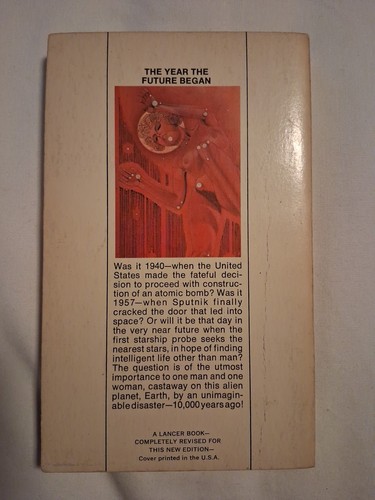 THE YEAR THE
FUTURE BEGAN
Was it 1940—when the United
States made the fateful deci-
sion to proceed with construc-
tion of an atomic bomb? Was it
1957—when Sputnik finally
cracked the door that led into
space? Or will it be that day in
the very near future when the
first starship probe seeks the
nearest stars, in hope of finding
intelligent life other than man?
The question is of the utmost
importance to one man and one
woman, castaway on this alien
planet, Earth, by an unimagin-
able disaster—10,000 years ago!
A LANCER BOOK—
COMPLETELY REVISED FOR
THIS NEW EDITION—
Cover printed in the U.S.A.